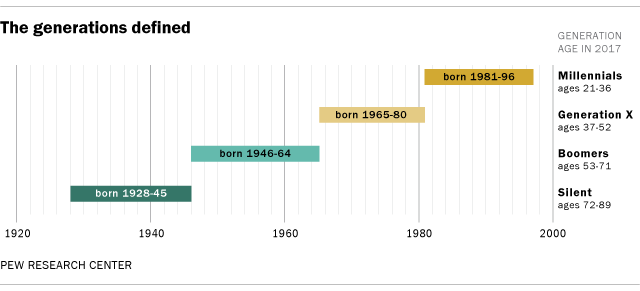 The generations defined
GENERATION
AGE IN 2017
born 1981-96
Millennials
ages 21-36
born 1965-80
Generation X
ages 37-52
born 1946-64
Boomers
ages 53-71
born 1928-45
Silent
ages 72-89
1920 1940 1960 1980 2000
PEW RESEARCH CENTER